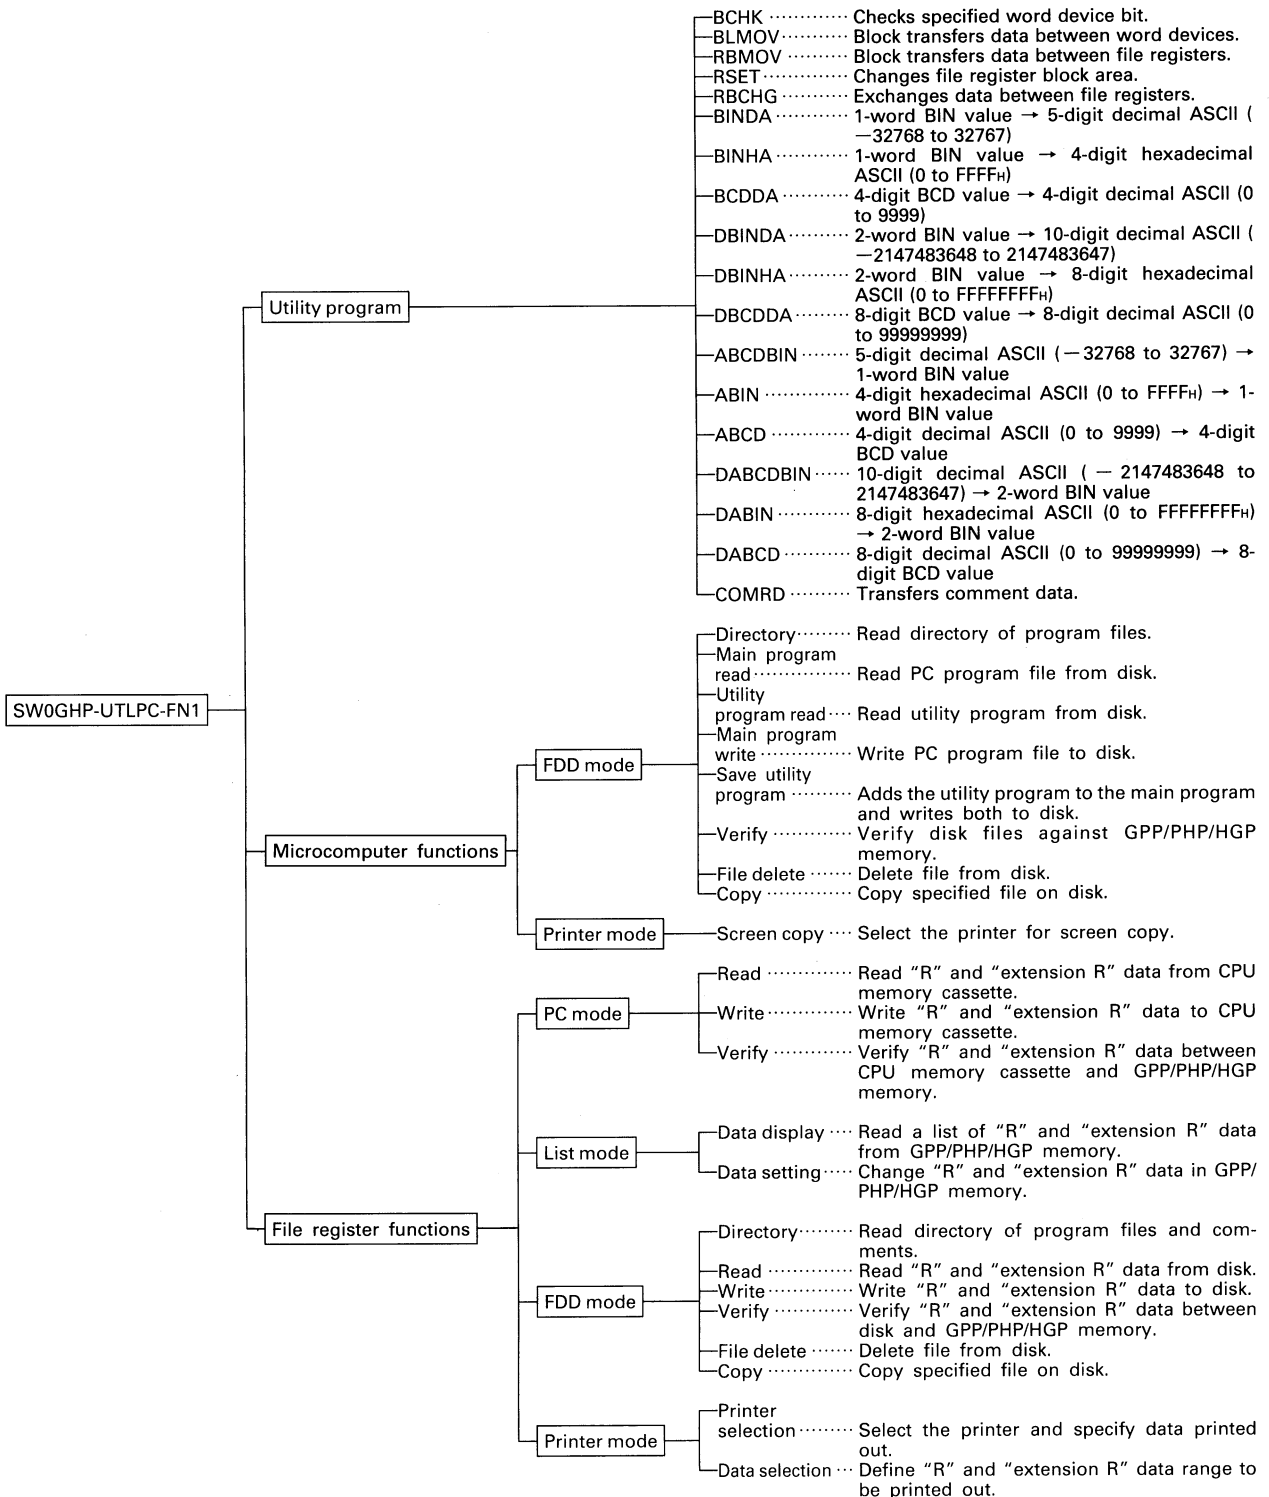 BCHK ············· Checks specified word device bit.
BLMOV ··········· Block transfers data between word devices.
RBMOV ··········· Block transfers data between file registers.
RSET ············· Changes file register block area.
RBCHG ··········· Exchanges data between file registers.
BINDA ············ 1-word BIN value → 5-digit decimal ASCII (
—32768 to 32767)
BINHA ············ 1-word BIN value → 4-digit hexadecimal
ASCII (0 to FFFFH)
BCDDA ··········· 4-digit BCD value → 4-digit decimal ASCII (0
to 9999)
DBINDA ·········· 2-word BIN value → 10-digit decimal ASCII (
—2147483648 to 2147483647)
DBINHA ·········· 2-word BIN value → 8-digit hexadecimal
ASCII (0 to FFFFFFFFH)
Utility program
DBCDDA ········· 8-digit BCD value → 8-digit decimal ASCII (0
to 99999999)
ABCDBIN ········ 5-digit decimal ASCII (—32768 to 32767) →
1-word BIN value
ABIN ·············· 4-digit hexadecimal ASCII (0 to FFFFH) → 1-
word BIN value
ABCD ············· 4-digit decimal ASCII (0 to 9999) → 4-digit
BCD value
DABCDBIN ······ 10-digit decimal ASCII ( — 2147483648 to
2147483647) → 2-word BIN value
DABIN ············ 8-digit hexadecimal ASCII (0 to FFFFFFFFH)
→ 2-word BIN value
DABCD ··········· 8-digit decimal ASCII (0 to 99999999) → 8-
digit BCD value
COMRD ·········· Transfers comment data.
SW0GHP-UTLPC-FN1
Microcomputer functions
FDD mode
Directory ········· Read directory of program files.
Main program
read ················ Read PC program file from disk.
Utility
program read ···· Read utility program from disk.
Main program
write ··············· Write PC program file to disk.
Save utility
program ·········· Adds the utility program to the main program
and writes both to disk.
Verify ············· Verify disk files against GPP/PHP/HGP
memory.
File delete ······· Delete file from disk.
Copy ·············· Copy specified file on disk.
Printer mode
Screen copy ···· Select the printer for screen copy.
File register functions
PC mode
Read ·············· Read “R” and “extension R” data from CPU
memory cassette.
Write ·············· Write “R” and “extension R” data to CPU
memory cassette.
Verify ············· Verify “R” and “extension R” data between
CPU memory cassette and GPP/PHP/HGP
memory.
List mode
Data display ···· Read a list of “R” and “extension R” data
from GPP/PHP/HGP memory.
Data setting ····· Change “R” and “extension R” data in GPP/
PHP/HGP memory.
FDD mode
Directory ········· Read directory of program files and com-
ments.
Read ·············· Read “R” and “extension R” data from disk.
Write ·············· Write “R” and “extension R” data to disk.
Verify ············· Verify “R” and “extension R” data between
disk and GPP/PHP/HGP memory.
File delete ······· Delete file from disk.
Copy ·············· Copy specified file on disk.
Printer mode
Printer
selection ········· Select the printer and specify data printed
out.
Data selection ··· Define “R” and “extension R” data range to
be printed out.